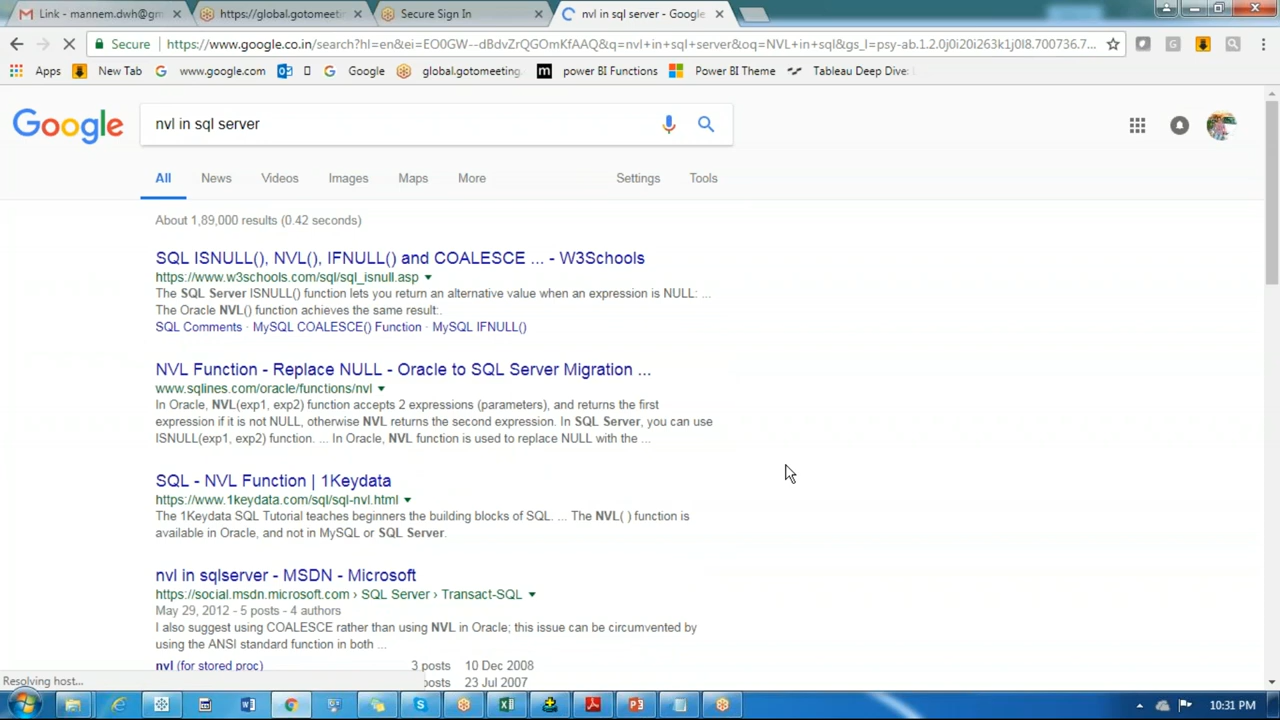 Link - mannem.dwh@gm
https://global.gotomeeti
Secure Sign In
nvl in sql server - Google
Secure
https://www.google.co.in/search?hl=en&ei=EO0GW--dBdvZrQGOmKfAAQ&q=nvl+in+sql+server&oq=NVL+in+sql&gs_l=psy-ab.1.2.0j0i20i263k1j0l8.700736.7...
Apps
New Tab
www.google.com
Google
global.gotomeeting
m power BI Functions
Power BI Theme
Tableau Deep Dive:
Google
nvl in sql server
All
News
Videos
Images
Maps
More
Settings
Tools
About 1,89,000 results (0.42 seconds)
SQL ISNULL(), NVL(), IFNULL() and COALESCE ... - W3Schools
https://www.w3schools.com/sql/sql_isnull.asp
The SQL Server ISNULL() function lets you return an alternative value when an expression is NULL: ...
The Oracle NVL() function achieves the same result:.
SQL Comments · MySQL COALESCE() Function · MySQL IFNULL()
NVL Function - Replace NULL - Oracle to SQL Server Migration ...
www.sqlines.com/oracle/functions/nvl
In Oracle, NVL(exp1, exp2) function accepts 2 expressions (parameters), and returns the first
expression if it is not NULL, otherwise NVL returns the second expression. In SQL Server, you can use
ISNULL(exp1, exp2) function. ... In Oracle, NVL function is used to replace NULL with the ...
SQL - NVL Function | 1Keydata
https://www.1keydata.com/sql/sql-nvl.html
The 1Keydata SQL Tutorial teaches beginners the building blocks of SQL. ... The NVL( ) function is
available in Oracle, and not in MySQL or SQL Server.
nvl in sqlserver - MSDN - Microsoft
https://social.msdn.microsoft.com › SQL Server › Transact-SQL
May 29, 2012 - 5 posts - 4 authors
I also suggest using COALESCE rather than using NVL in Oracle; this issue can be circumvented by
using the ANSI standard function in both ...
nvl (for stored proc)
3 posts
10 Dec 2008
posts
23 Jul 2007
Resolving host...
10:31 PM